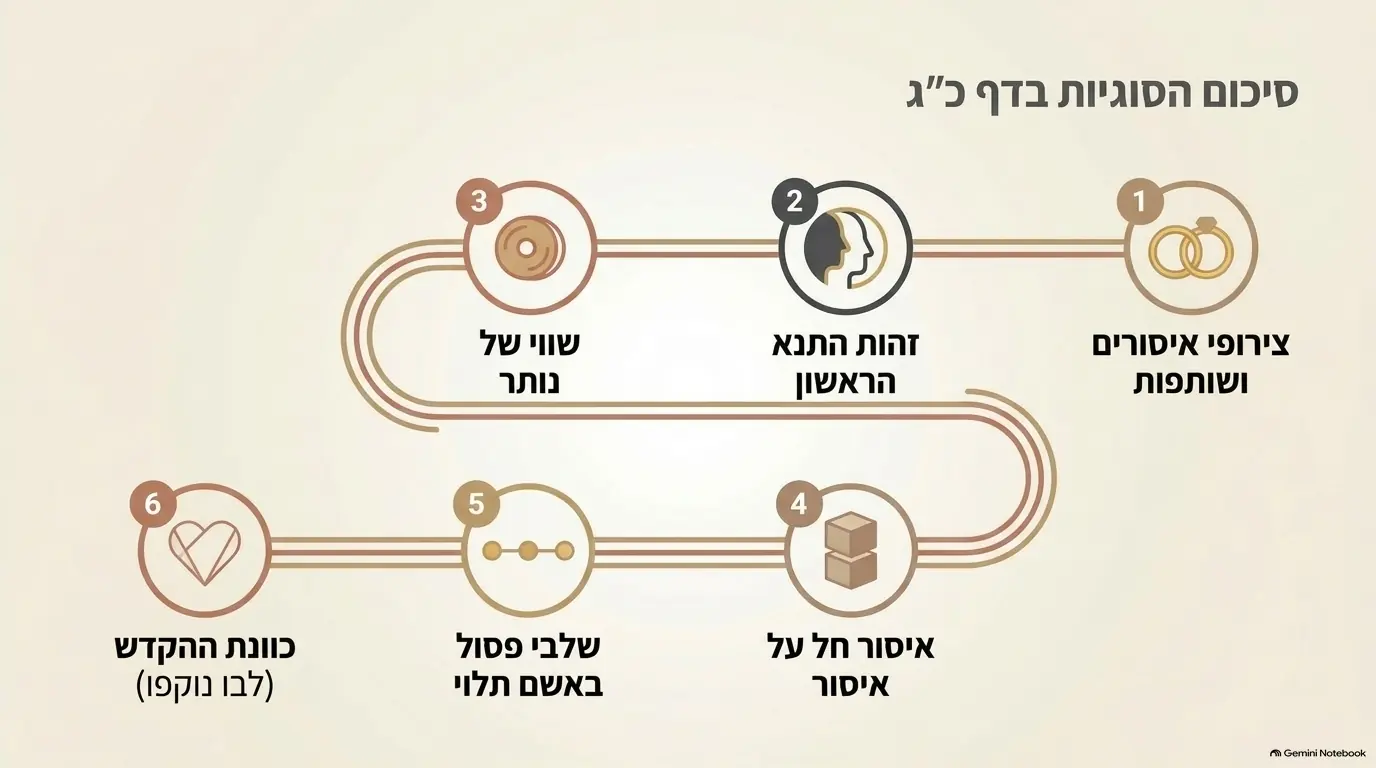 סיכום הסוגיות בדף כ"ג
1
צירופי איסורים
ושותפות
2
זהות התנא
הראשון
3
שווי של
נותר
4
איסור חל על
איסור
5
שלבי פסול
באשם תלוי
6
כוונת ההקדש
(לבו נוקפו)
Gemini Notebook